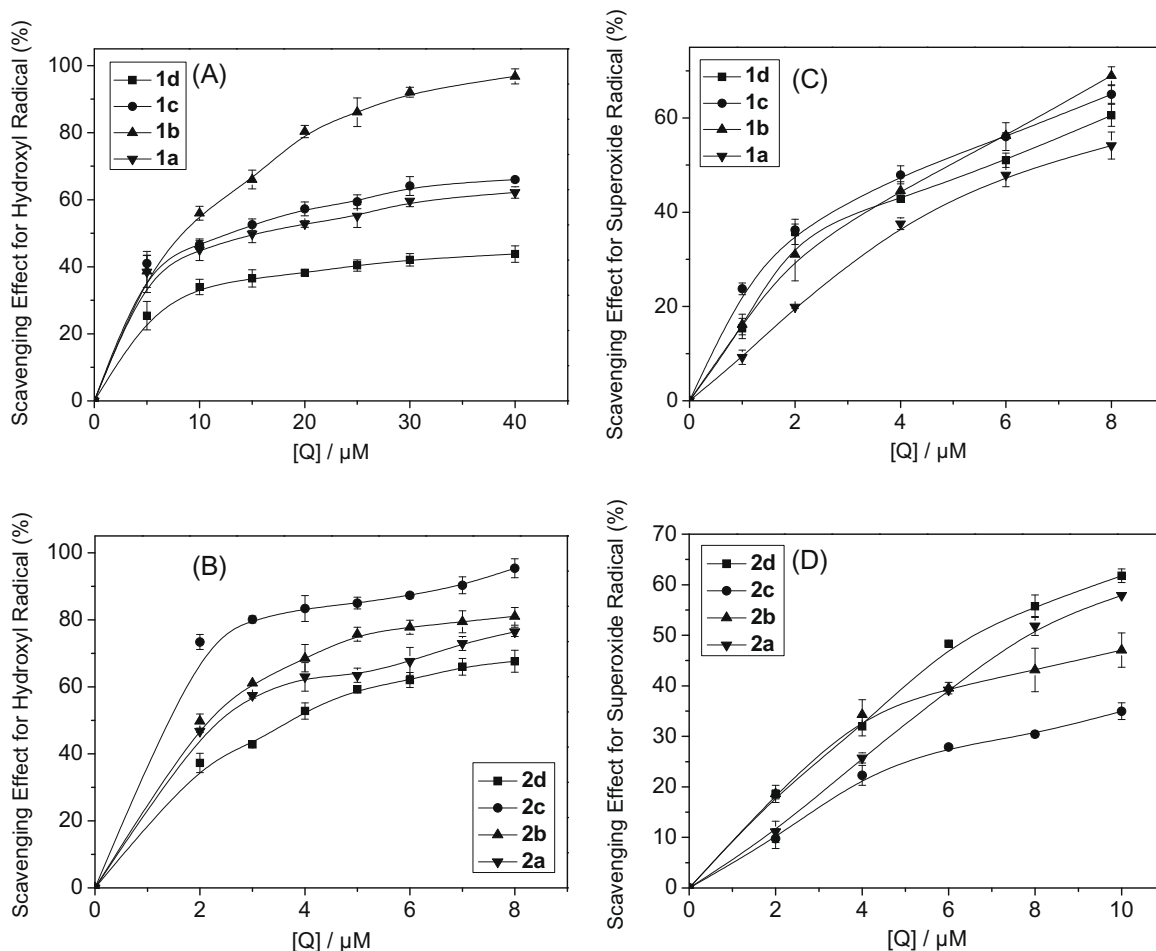 Scavenging Effect for Hydroxyl Radical (%)
100
80
60
40
20
0
1d
1c
1b
1a
(A)
0 10 20 30 40
[Q] / μM
Scavenging Effect for Superoxide Radical (%)
60
40
20
0
1d
1c
1b
1a
(C)
0 2 4 6 8
[Q] / μM
Scavenging Effect for Hydroxyl Radical (%)
100
80
60
40
20
0
(B)
2d
2c
2b
2a
0 2 4 6 8
[Q] / μM
Scavenging Effect for Superoxide Radical (%)
70
60
50
40
30
20
10
0
2d
2c
2b
2a
(D)
0 2 4 6 8 10
[Q] / μM